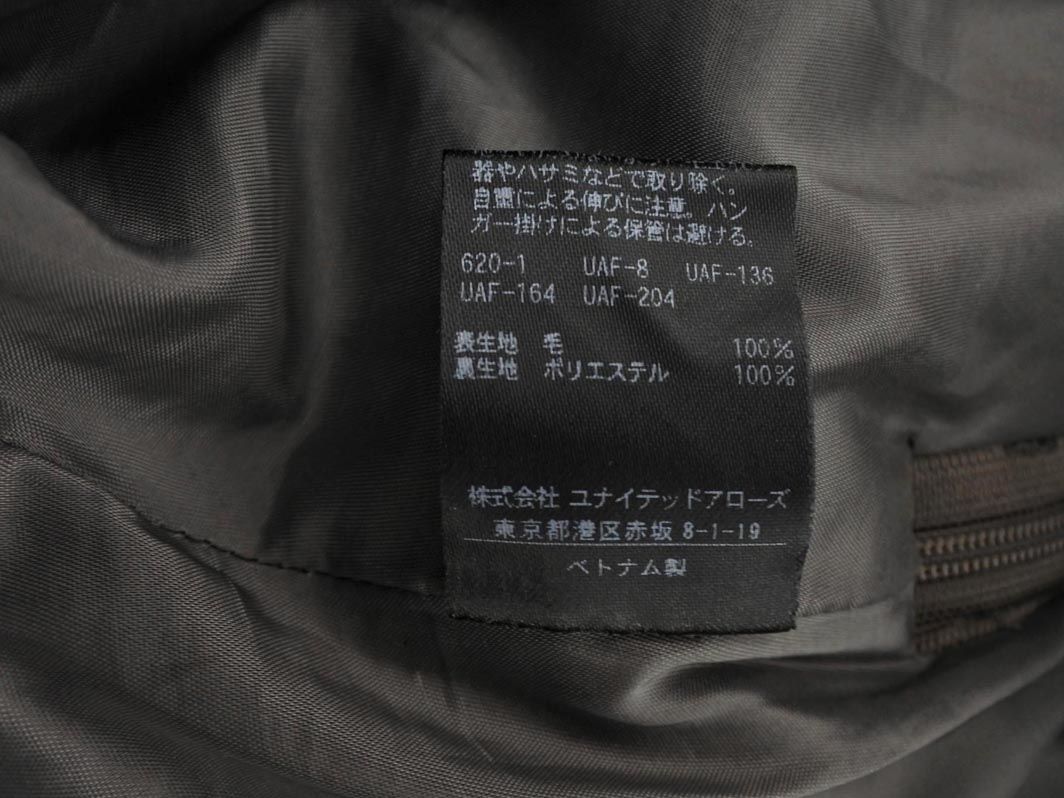 器やハサミなどで取り除く。
自重による伸びに注意。ハン
ガー掛けによる保管は避ける。
620-1 UAF-8 UAF-136
UAF-164 UAF-204
表生地 毛 100%
裏生地 ポリエステル 100%
株式会社 ユナイテッドアローズ
東京都港区赤坂 8-1-19
ベトナム製